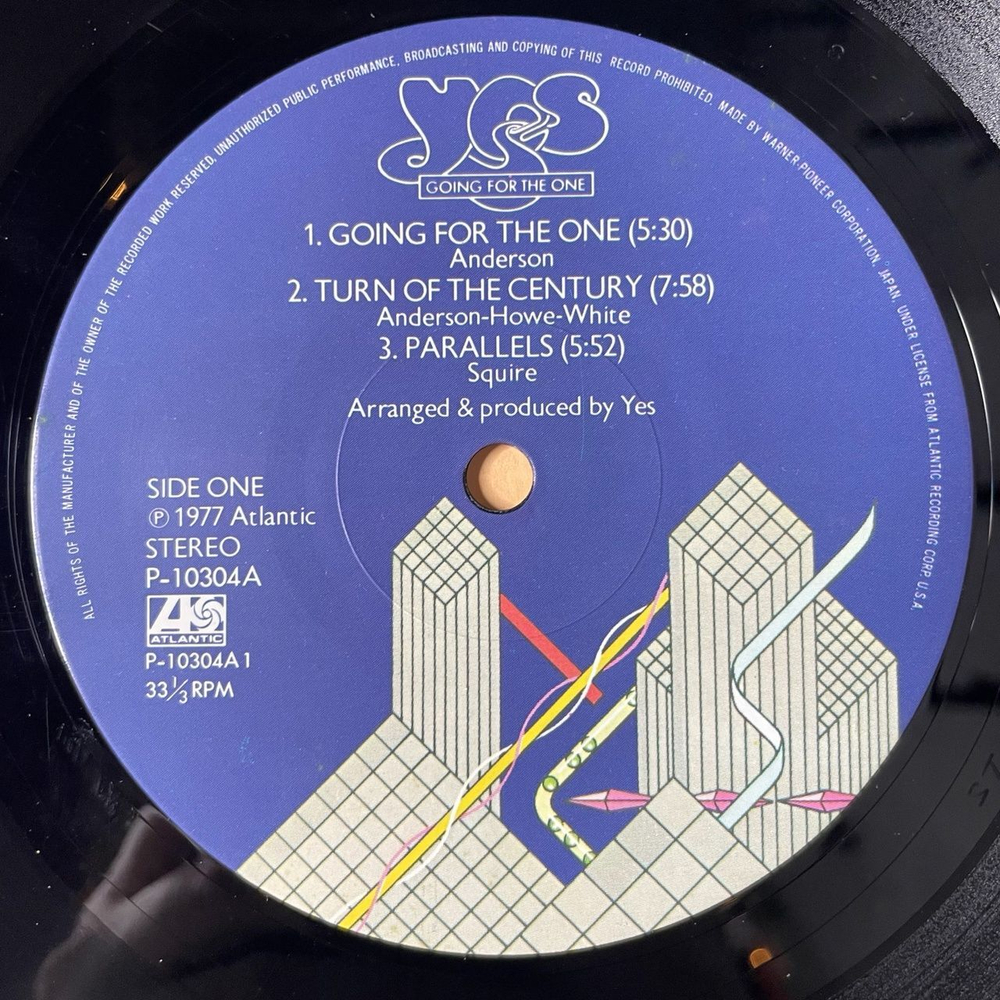 ALL RIGHTS OF THE MANUFACTURER AND OF THE OWNER OF THE RECORDED WORK RESERVED. UNAUTHORIZED PUBLIC PERFORMANCE, BROADCASTING AND COPYING OF THIS RECORD PROHIBITED. MADE BY WARNER-PIONEER CORPORATION, JAPAN, UNDER LICENSE FROM ATLANTIC RECORDING CORP. U.S.A.
YES
GOING FOR THE ONE
1. GOING FOR THE ONE (5:30)
Anderson
2. TURN OF THE CENTURY (7:58)
Anderson-Howe-White
3. PARALLELS (5:52)
Squire
Arranged & produced by Yes
SIDE ONE
℗ 1977 Atlantic
STEREO
P-10304A
ATLANTIC
P-10304A1
33⅓ RPM